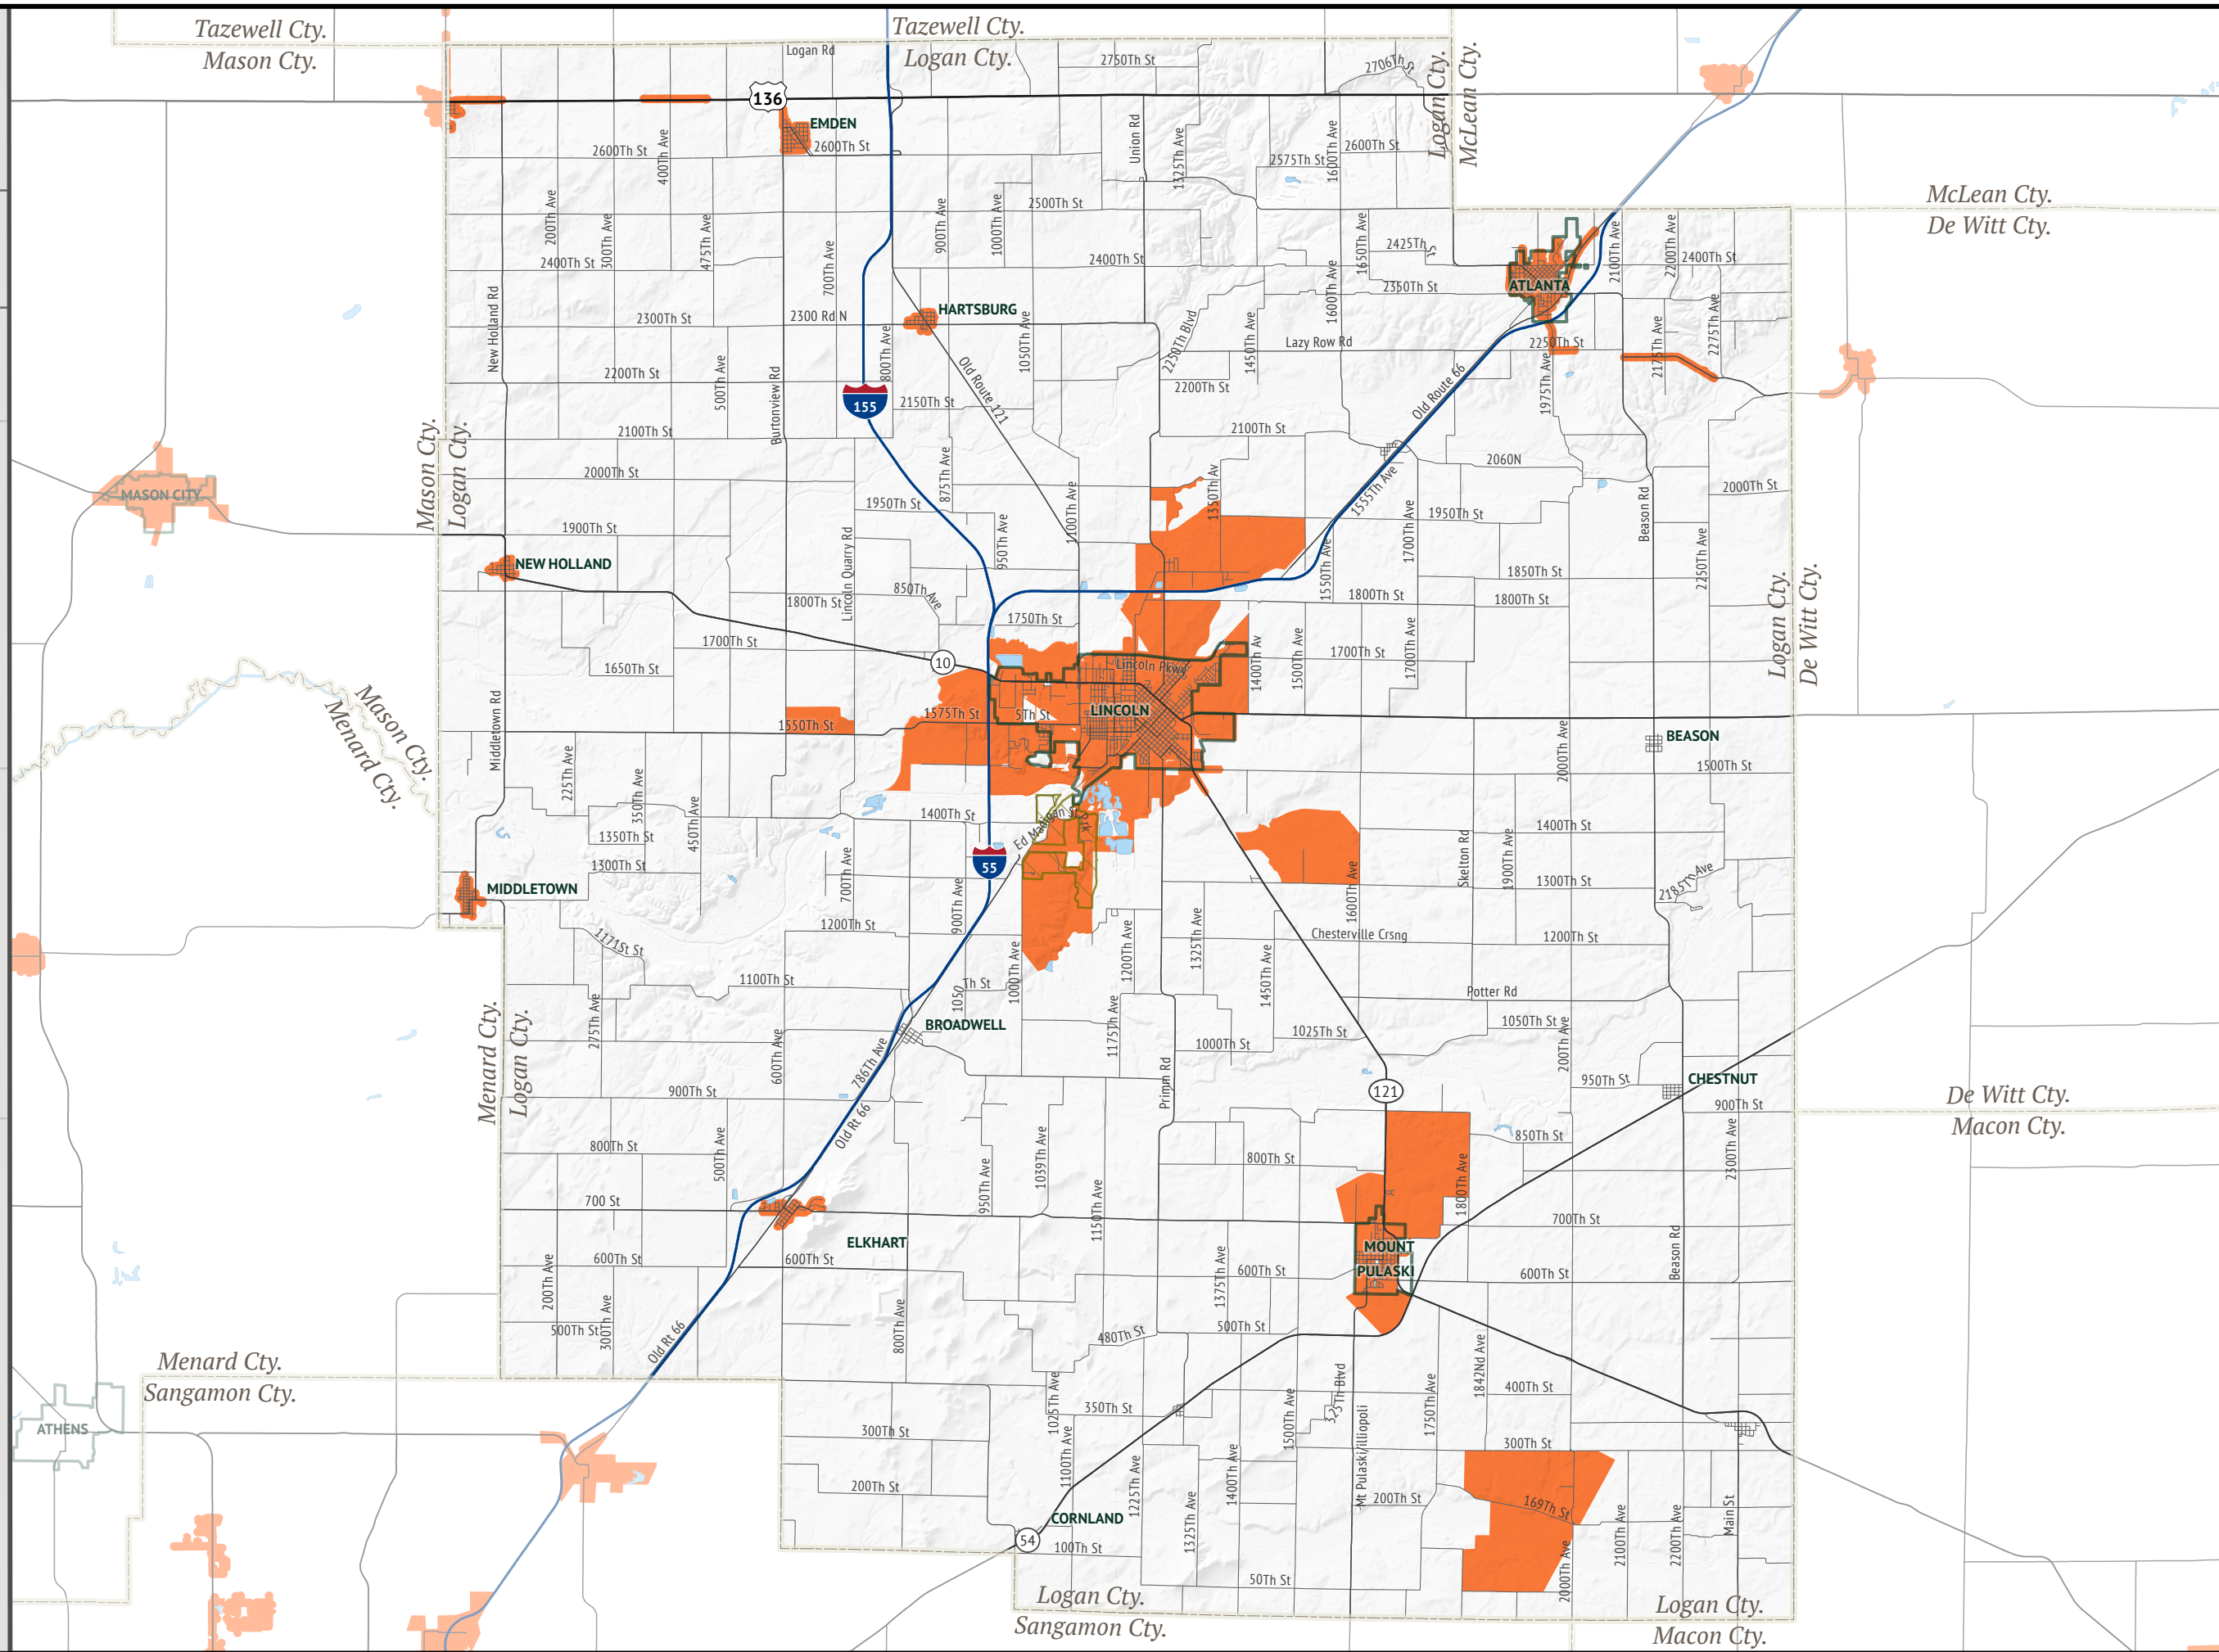 Tazewell Cty.
Mason Cty.
Tazewell Cty.
Logan Cty.
Logan Rd
2750Th St
2706Th St
Logan Cty.
McLean Cty.
136
EMDEN
2600Th St
2600Th St
400Th Ave
Union Rd
1325Th Ave
1600Th Ave
2600Th St
2575Th St
McLean Cty.
De Witt Cty.
200Th Ave
300Th Ave
475Th Ave
700Th Ave
900Th Ave
1000Th Ave
2500Th St
2400Th St
2400Th St
1650Th Ave
2425Th St
1600Th Ave
2350Th St
ATLANTA
2100Th Ave
2200Th Ave
2400Th St
2275Th Ave
2175Th Ave
New Holland Rd
2300Th St
2300 Rd N
HARTSBURG
800Th Ave
1050Th Ave
2250Th Blvd
1450Th Ave
Lazy Row Rd
2250Th St
1975Th Ave
2200Th St
500Th Ave
Burtonview Rd
155
2150Th St
Old Route 121
2200Th St
Old Route 66
2100Th St
2100Th St
Mason Cty.
Logan Cty.
MASON CITY
2000Th St
875Th Ave
1950Th St
1350Th Av
1555Th Ave
2060N
1950Th St
1700Th Ave
Beason Rd
2000Th St
1900Th St
NEW HOLLAND
Lincoln Quarry Rd
950Th Ave
1100Th Ave
1550Th Ave
1850Th St
2250Th Ave
850Th Ave
1800Th St
1800Th St
1800Th St
1750Th St
Logan Cty.
De Witt Cty.
1700Th St
1650Th St
10
Lincoln Pkwy
1400Th Av
1500Th Ave
1700Th St
1700Th Ave
Mason Cty.
Menard Cty.
Middletown Rd
1575Th St
5Th St
LINCOLN
1550Th St
2000Th Ave
BEASON
1500Th St
225Th Ave
350Th Ave
450Th Ave
1400Th St
Ed Madigan St
Prk
1350Th St
1300Th St
55
1400Th St
Skelton Rd
1900Th Ave
1300Th St
1600Th Ave
2185Th Ave
MIDDLETOWN
700Th Ave
900Th Ave
1200Th St
1171St St
1000Th Ave
1200Th Ave
1325Th Ave
1450Th Ave
Chesterville Crsng
1200Th St
1100Th St
1050
Th St
Potter Rd
Menard Cty.
Logan Cty.
275Th Ave
600Th Ave
BROADWELL
786Th Ave
1175Th Ave
Primm Rd
1000Th St
1025Th St
1050Th St
200Th Ave
121
950Th St
CHESTNUT
900Th St
De Witt Cty.
Macon Cty.
900Th St
Old Rt 66
800Th St
500Th Ave
950Th Ave
1039Th Ave
1150Th Ave
800Th St
850Th St
1800Th Ave
2300Th Ave
700 St
ELKHART
700Th St
MOUNT
PULASKI
Beason Rd
600Th St
600Th St
200Th Ave
300Th Ave
500Th St
800Th Ave
1375Th Ave
600Th St
600Th St
Old Rt 66
480Th St
500Th St
Menard Cty.
Sangamon Cty.
ATHENS
1025Th Ave
350Th St
1500Th Ave
325Th Blvd
Mt Pulaski/illiopoli
1750Th Ave
1842Nd Ave
400Th St
300Th St
1100Th Ave
1225Th Ave
1400Th Ave
300Th St
200Th St
1325Th Ave
200Th St
169Th St
2000Th Ave
2100Th Ave
2200Th Ave
Main St
CORNLAND
54
100Th St
50Th St
Logan Cty.
Sangamon Cty.
Logan Cty.
Macon Cty.